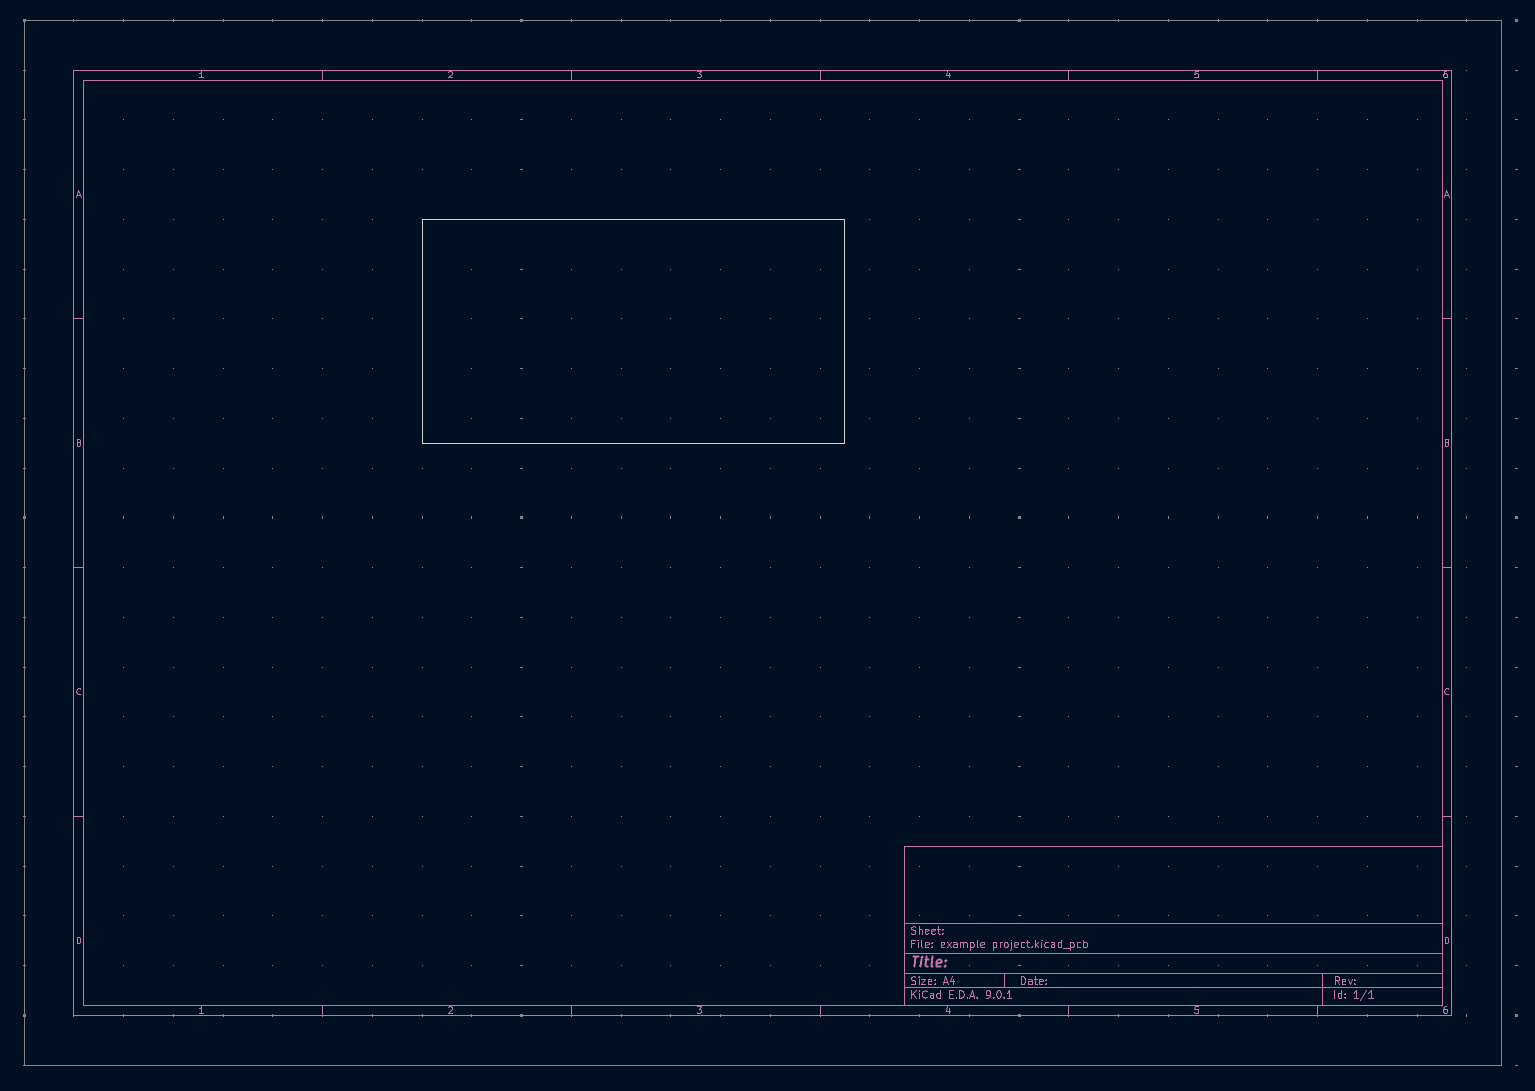 1 2 3 4 5 6
A A
B B
C C
Sheet:
File: example project.kicad_pcb
D D
Title:
Size: A4 Date: Rev:
KiCad E.D.A. 9.0.1 Id: 1/1
1 2 3 4 5 6